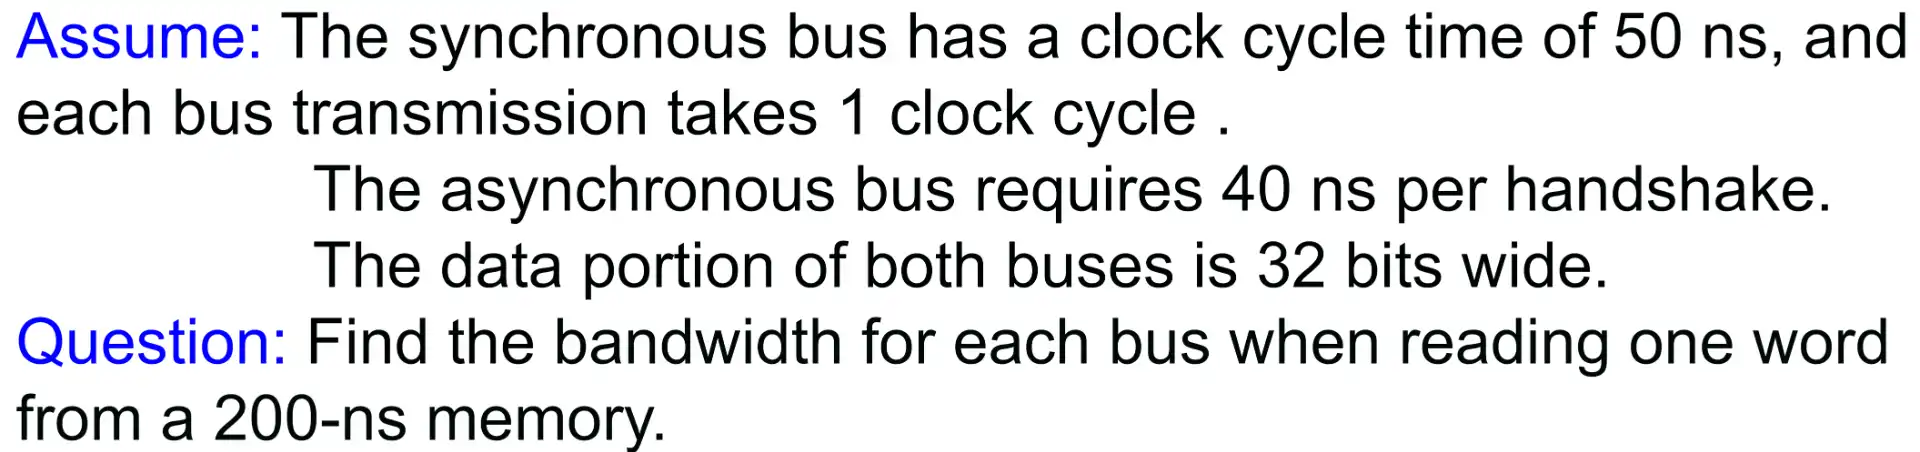 Assume: The synchronous bus has a clock cycle time of 50 ns, and
each bus transmission takes 1 clock cycle .
The asynchronous bus requires 40 ns per handshake.
The data portion of both buses is 32 bits wide.
Question: Find the bandwidth for each bus when reading one word
from a 200-ns memory.